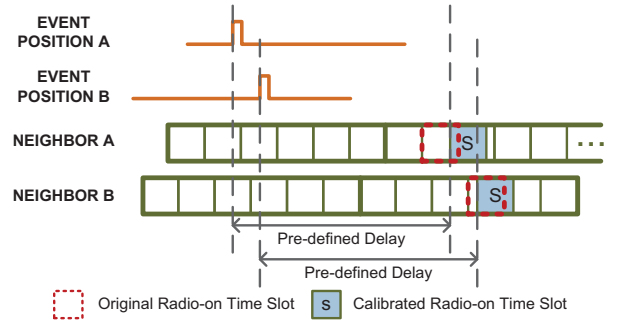 EVENT
POSITION A
EVENT
POSITION B
NEIGHBOR A
S
...
NEIGHBOR B
S
Pre-defined Delay
Pre-defined Delay
Original Radio-on Time Slot
S
Calibrated Radio-on Time Slot